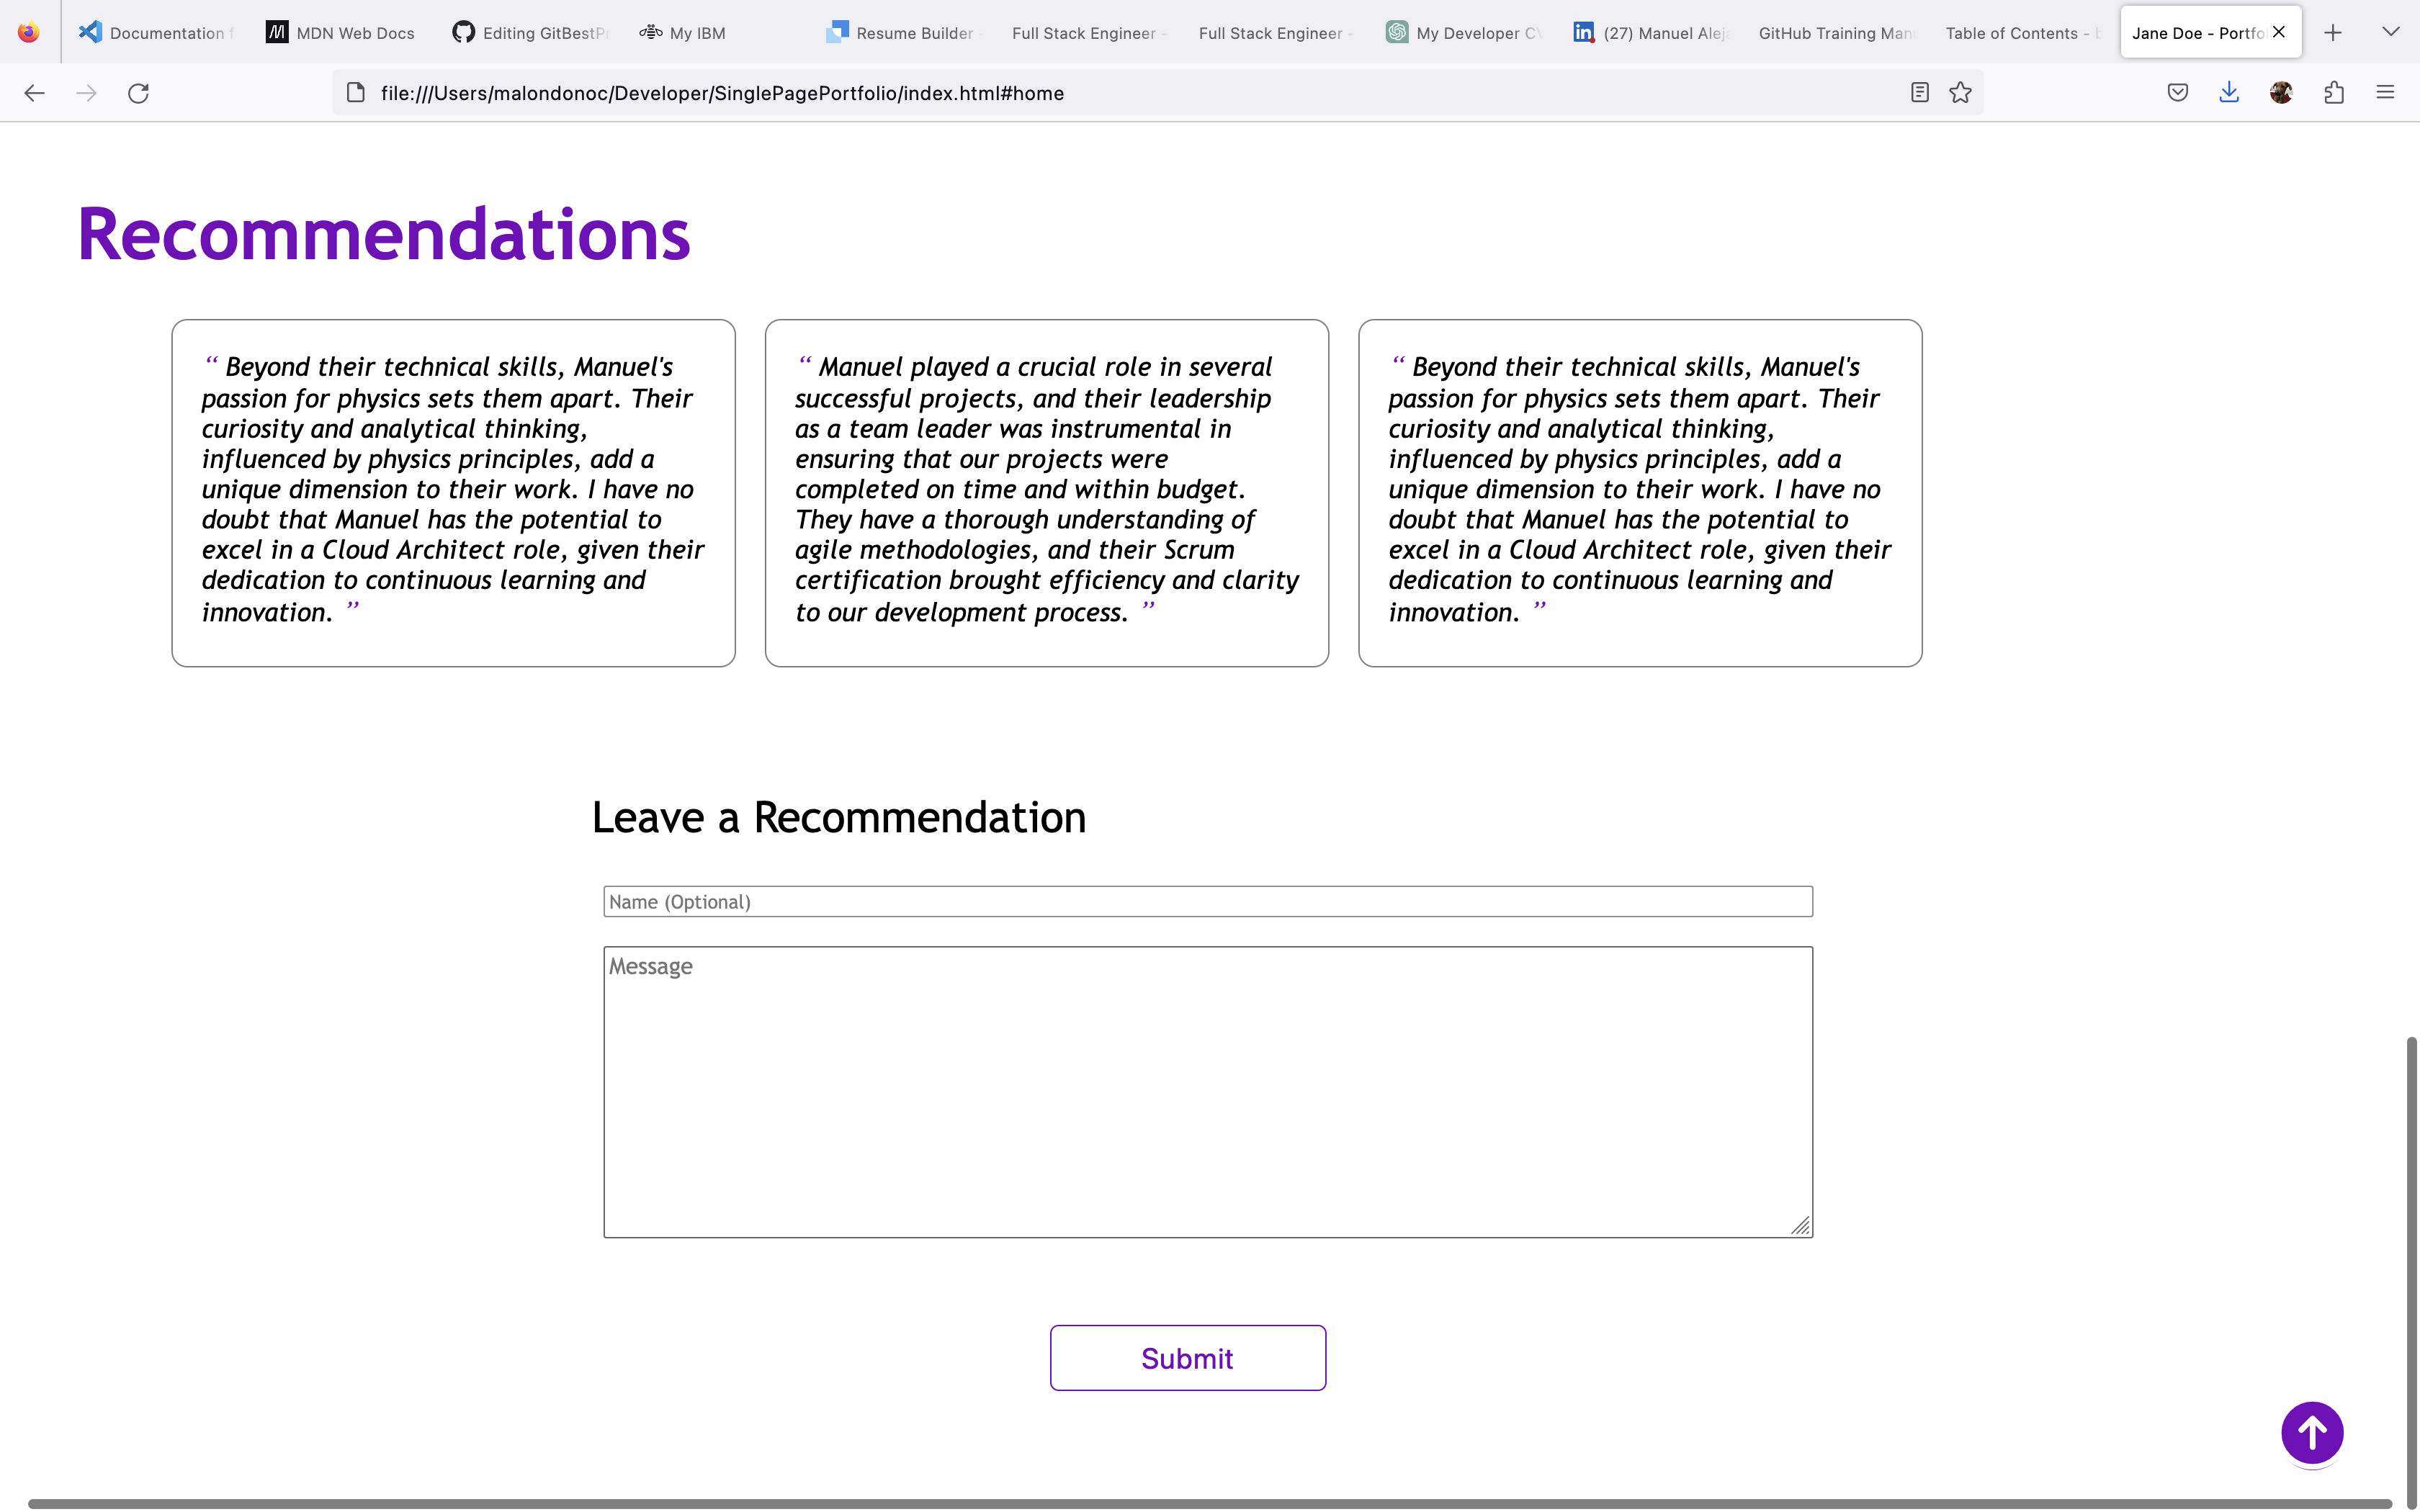 Documentation f
MDN Web Docs
Editing GitBestPr
My IBM
Resume Builder
Full Stack Engineer -
Full Stack Engineer -
My Developer CV
in (27) Manuel Alej
GitHub Training Man
Table of Contents - b
Jane Doe - Portfo
file:///Users/malondonoc/Developer/SinglePagePortfolio/index.html#home
Recommendations
“ Beyond their technical skills, Manuel's
passion for physics sets them apart. Their
curiosity and analytical thinking,
influenced by physics principles, add a
unique dimension to their work. I have no
doubt that Manuel has the potential to
excel in a Cloud Architect role, given their
dedication to continuous learning and
innovation. ”
“ Manuel played a crucial role in several
successful projects, and their leadership
as a team leader was instrumental in
ensuring that our projects were
completed on time and within budget.
They have a thorough understanding of
agile methodologies, and their Scrum
certification brought efficiency and clarity
to our development process. ”
“ Beyond their technical skills, Manuel's
passion for physics sets them apart. Their
curiosity and analytical thinking,
influenced by physics principles, add a
unique dimension to their work. I have no
doubt that Manuel has the potential to
excel in a Cloud Architect role, given their
dedication to continuous learning and
innovation. ”
Leave a Recommendation
Name (Optional)
Message
Submit